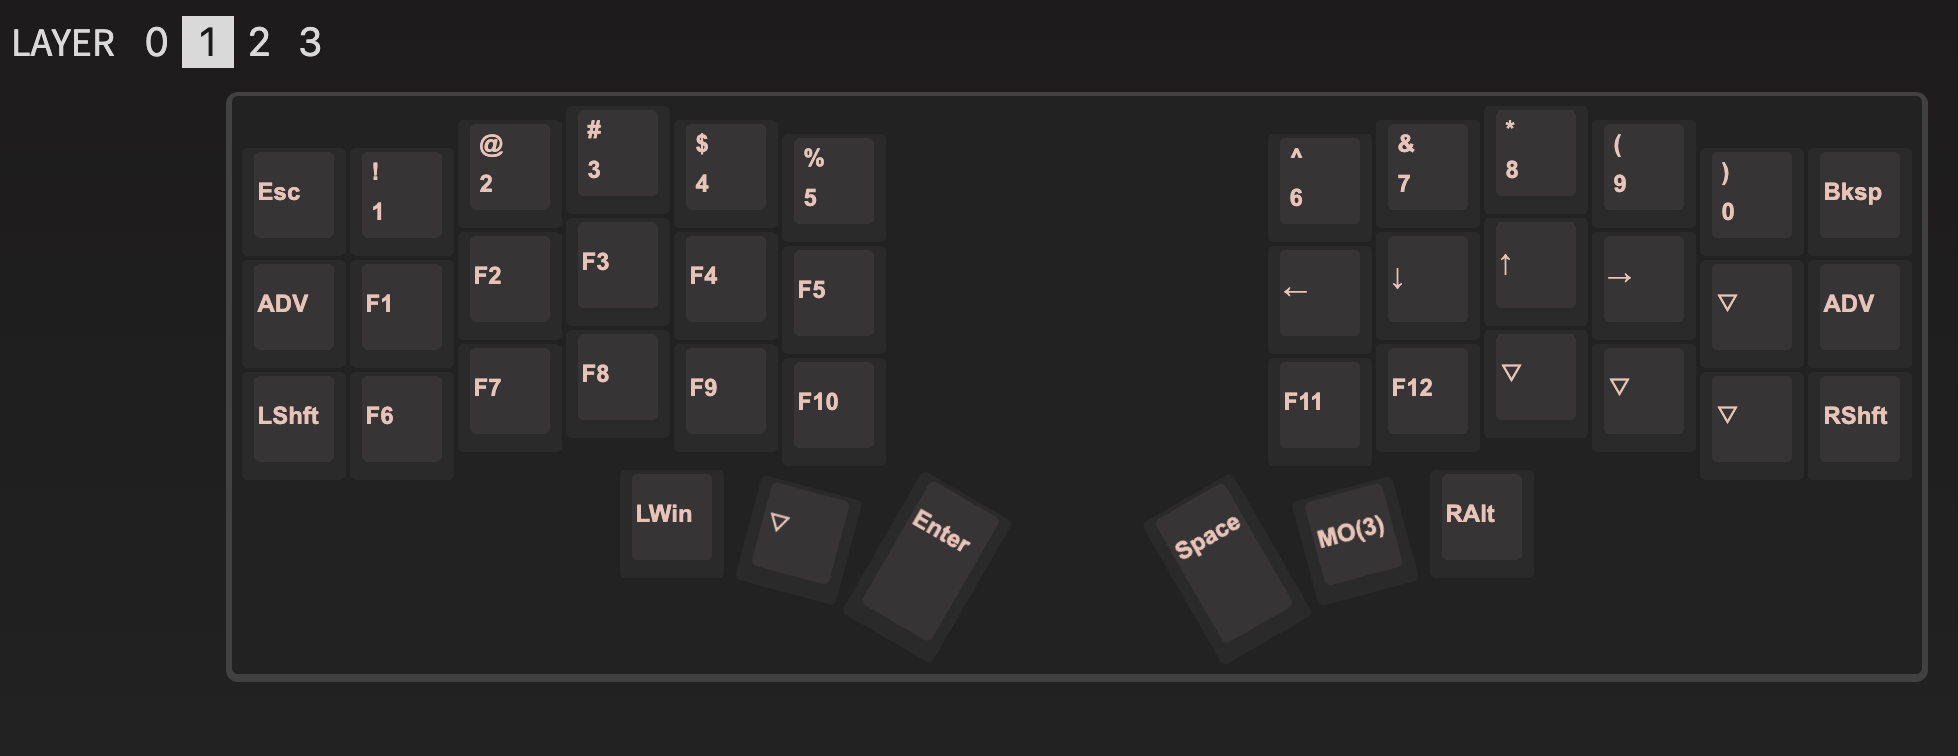 LAYER 0 1 2 3
Esc ! 1 @ 2 # 3 $ 4 % 5 ^ 6 & 7 * 8 ( 9 ) 0 Bksp
ADV F1 F2 F3 F4 F5 ← ↓ ↑ → ▽ ADV
LShft F6 F7 F8 F9 F10 F11 F12 ▽ ▽ ▽ RShft
LWin ▽ Enter Space MO(3) RAlt